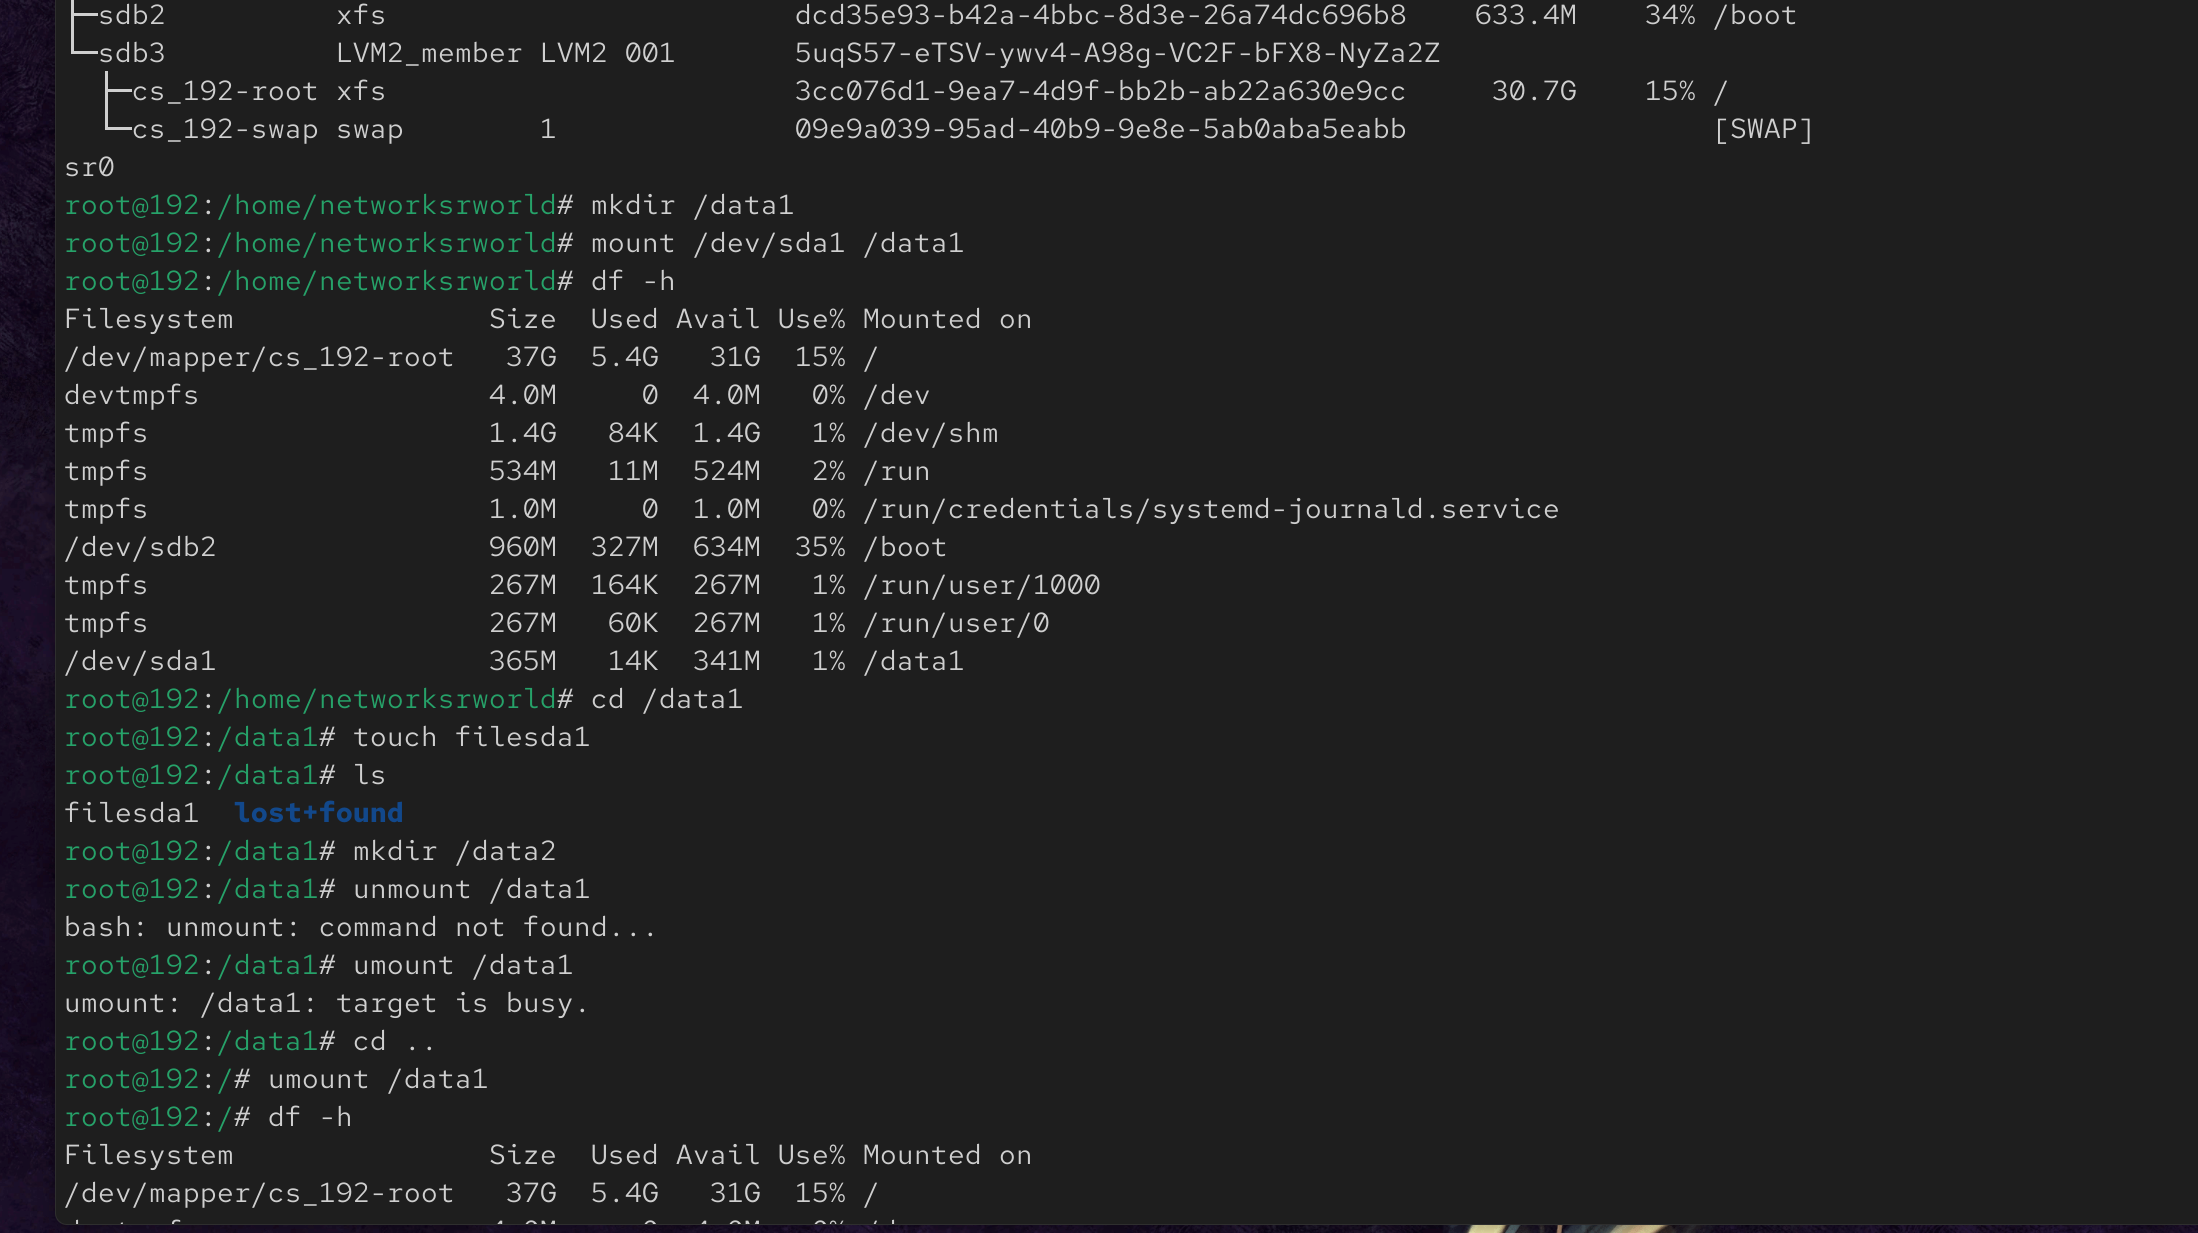 ├─sdb2          xfs                        dcd35e93-b42a-4bbc-8d3e-26a74dc696b8    633.4M    34% /boot
└─sdb3          LVM2_member LVM2 001       5uqS57-eTSV-ywv4-A98g-VC2F-bFX8-NyZa2Z
  ├─cs_192-root xfs                        3cc076d1-9ea7-4d9f-bb2b-ab22a630e9cc     30.7G    15% /
  └─cs_192-swap swap        1              09e9a039-95ad-40b9-9e8e-5ab0aba5eabb                  [SWAP]
sr0
root@192:/home/networksrworld# mkdir /data1
root@192:/home/networksrworld# mount /dev/sda1 /data1
root@192:/home/networksrworld# df -h
Filesystem               Size  Used Avail Use% Mounted on
/dev/mapper/cs_192-root   37G  5.4G   31G  15% /
devtmpfs                 4.0M     0  4.0M   0% /dev
tmpfs                    1.4G   84K  1.4G   1% /dev/shm
tmpfs                    534M   11M  524M   2% /run
tmpfs                    1.0M     0  1.0M   0% /run/credentials/systemd-journald.service
/dev/sdb2                960M  327M  634M  35% /boot
tmpfs                    267M  164K  267M   1% /run/user/1000
tmpfs                    267M   60K  267M   1% /run/user/0
/dev/sda1                365M   14K  341M   1% /data1
root@192:/home/networksrworld# cd /data1
root@192:/data1# touch filesda1
root@192:/data1# ls
filesda1  lost+found
root@192:/data1# mkdir /data2
root@192:/data1# unmount /data1
bash: unmount: command not found...
root@192:/data1# umount /data1
umount: /data1: target is busy.
root@192:/data1# cd ..
root@192:/# umount /data1
root@192:/# df -h
Filesystem               Size  Used Avail Use% Mounted on
/dev/mapper/cs_192-root   37G  5.4G   31G  15% /